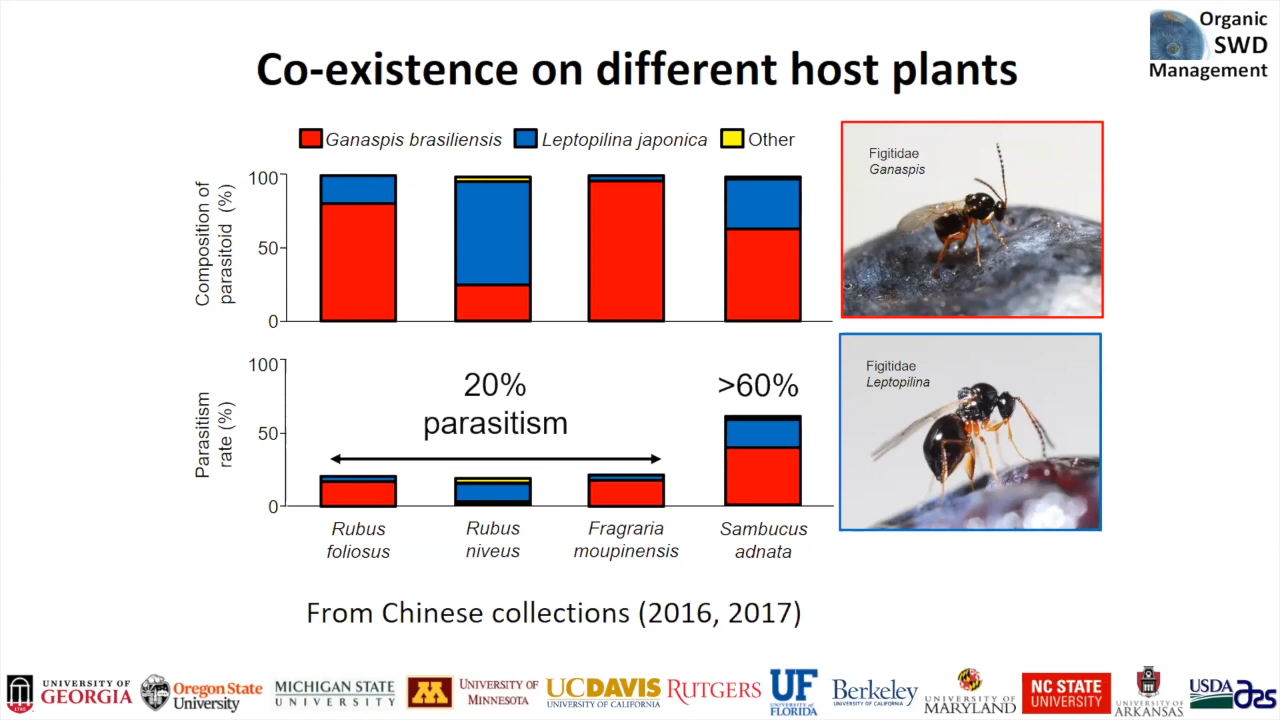 Organic
SWD
Management
Co-existence on different host plants
Ganaspis brasiliensis Leptopilina japonica Other
Composition of
parasitoid (%)
100
50
0
Figitidae
Ganaspis
Parasitism
rate (%)
100
50
0
20%
parasitism
>60%
Figitidae
Leptopilina
Rubus
foliosus
Rubus
niveus
Fragraria
moupinensis
Sambucus
adnata
From Chinese collections (2016, 2017)
1785
UNIVERSITY OF
GEORGIA
Oregon State
University
MICHIGAN STATE
UNIVERSITY
M
UNIVERSITY OF
MINNESOTA
UCDAVIS
UNIVERSITY OF CALIFORNIA
RUTGERS
UF
UNIVERSITY of
FLORIDA
Berkeley
UNIVERSITY OF CALIFORNIA
UNIVERSITY OF
MARYLAND
NC STATE
UNIVERSITY
UNIVERSITY OF
ARKANSAS
USDA
ars